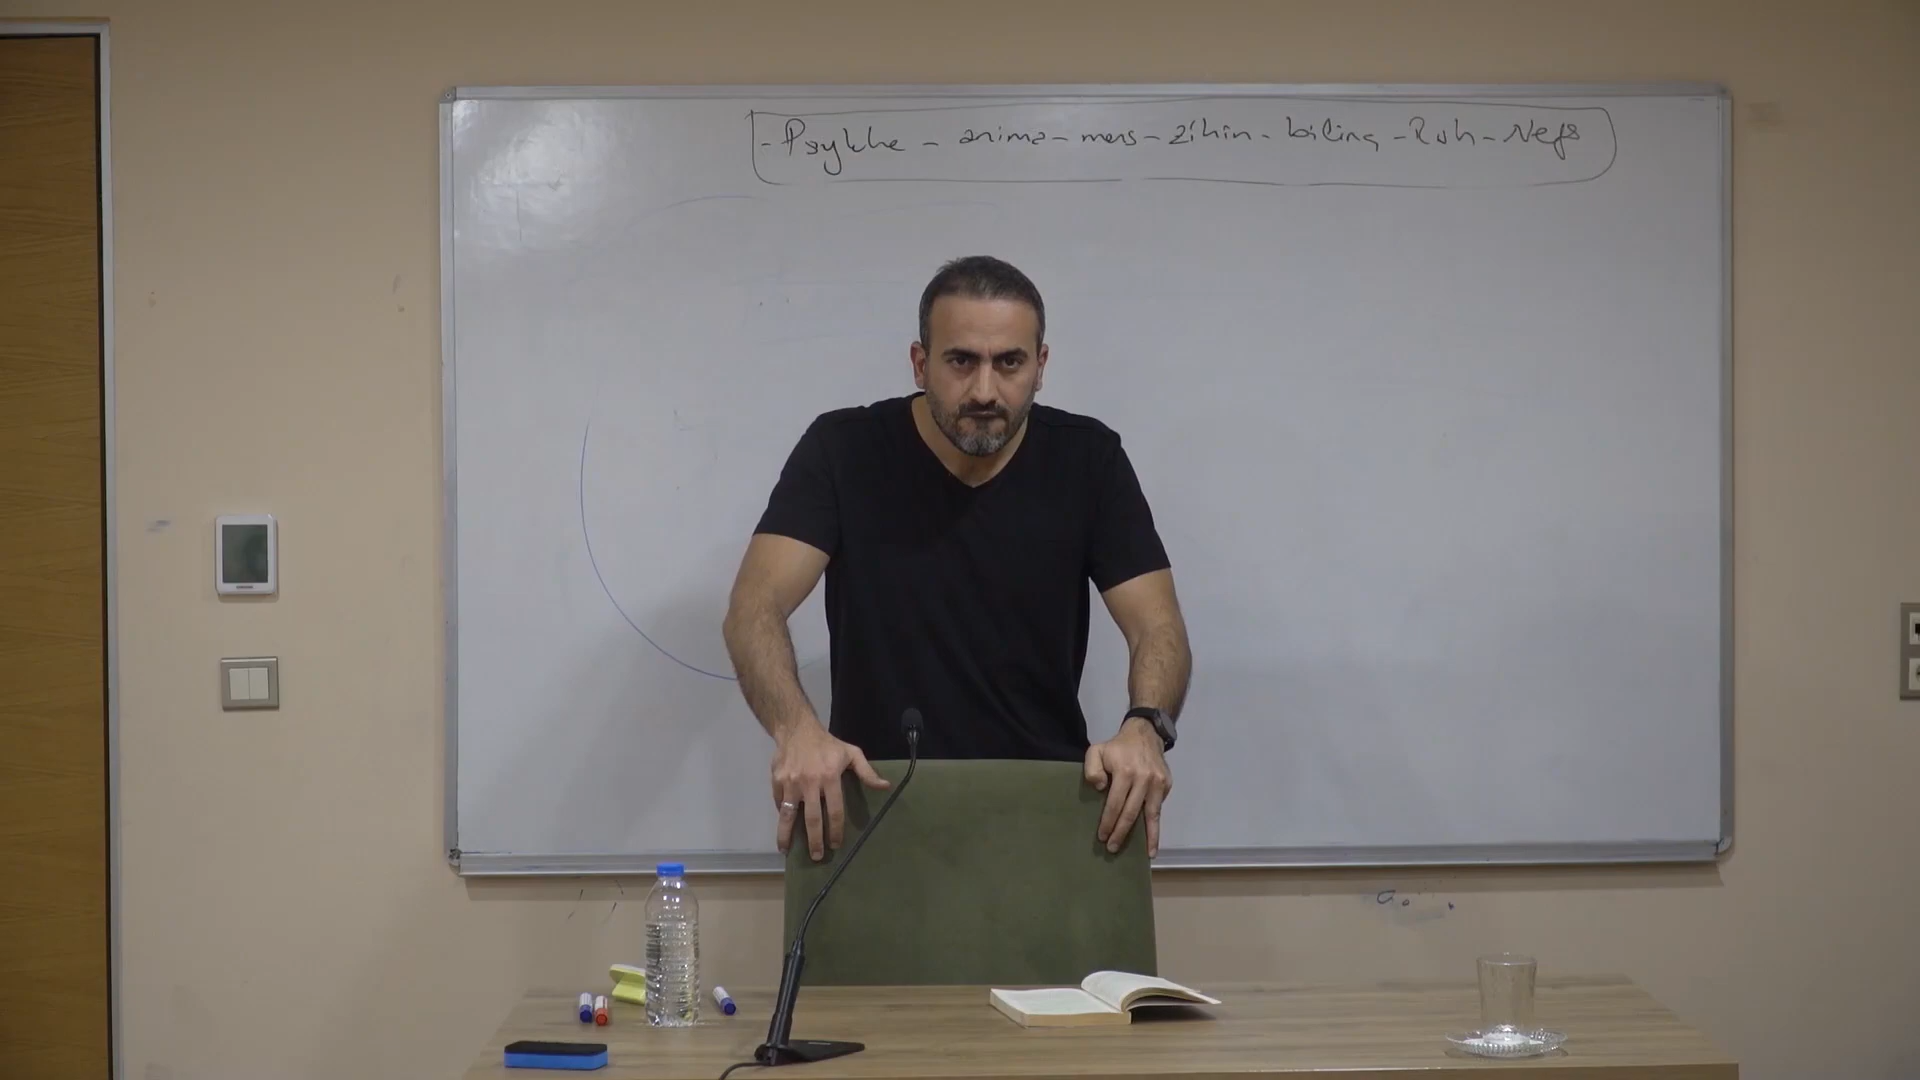 - Psykhe - anima - mens - zihin - bilinç - Ruh - Nefs